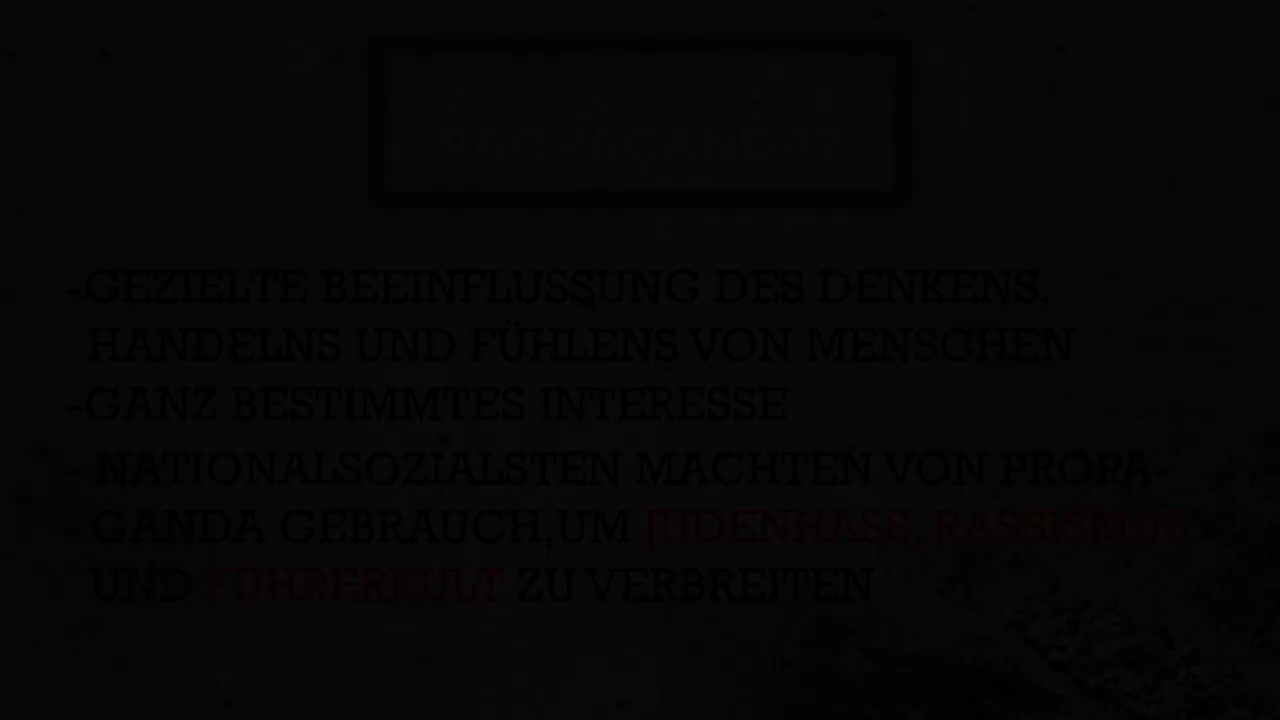 PROPAGANDA?
-GEZIELTE BEEINFLUSSUNG DES DENKENS,
HANDELNS UND FÜHLENS VON MENSCHEN
-GANZ BESTIMMTES INTERESSE
-NATIONALSOZIALSTEN MACHTEN VON PROPA-
GANDA GEBRAUCH,UM JUDENHASS, RASSISMUS
UND FÜHRERKULT ZU VERBREITEN